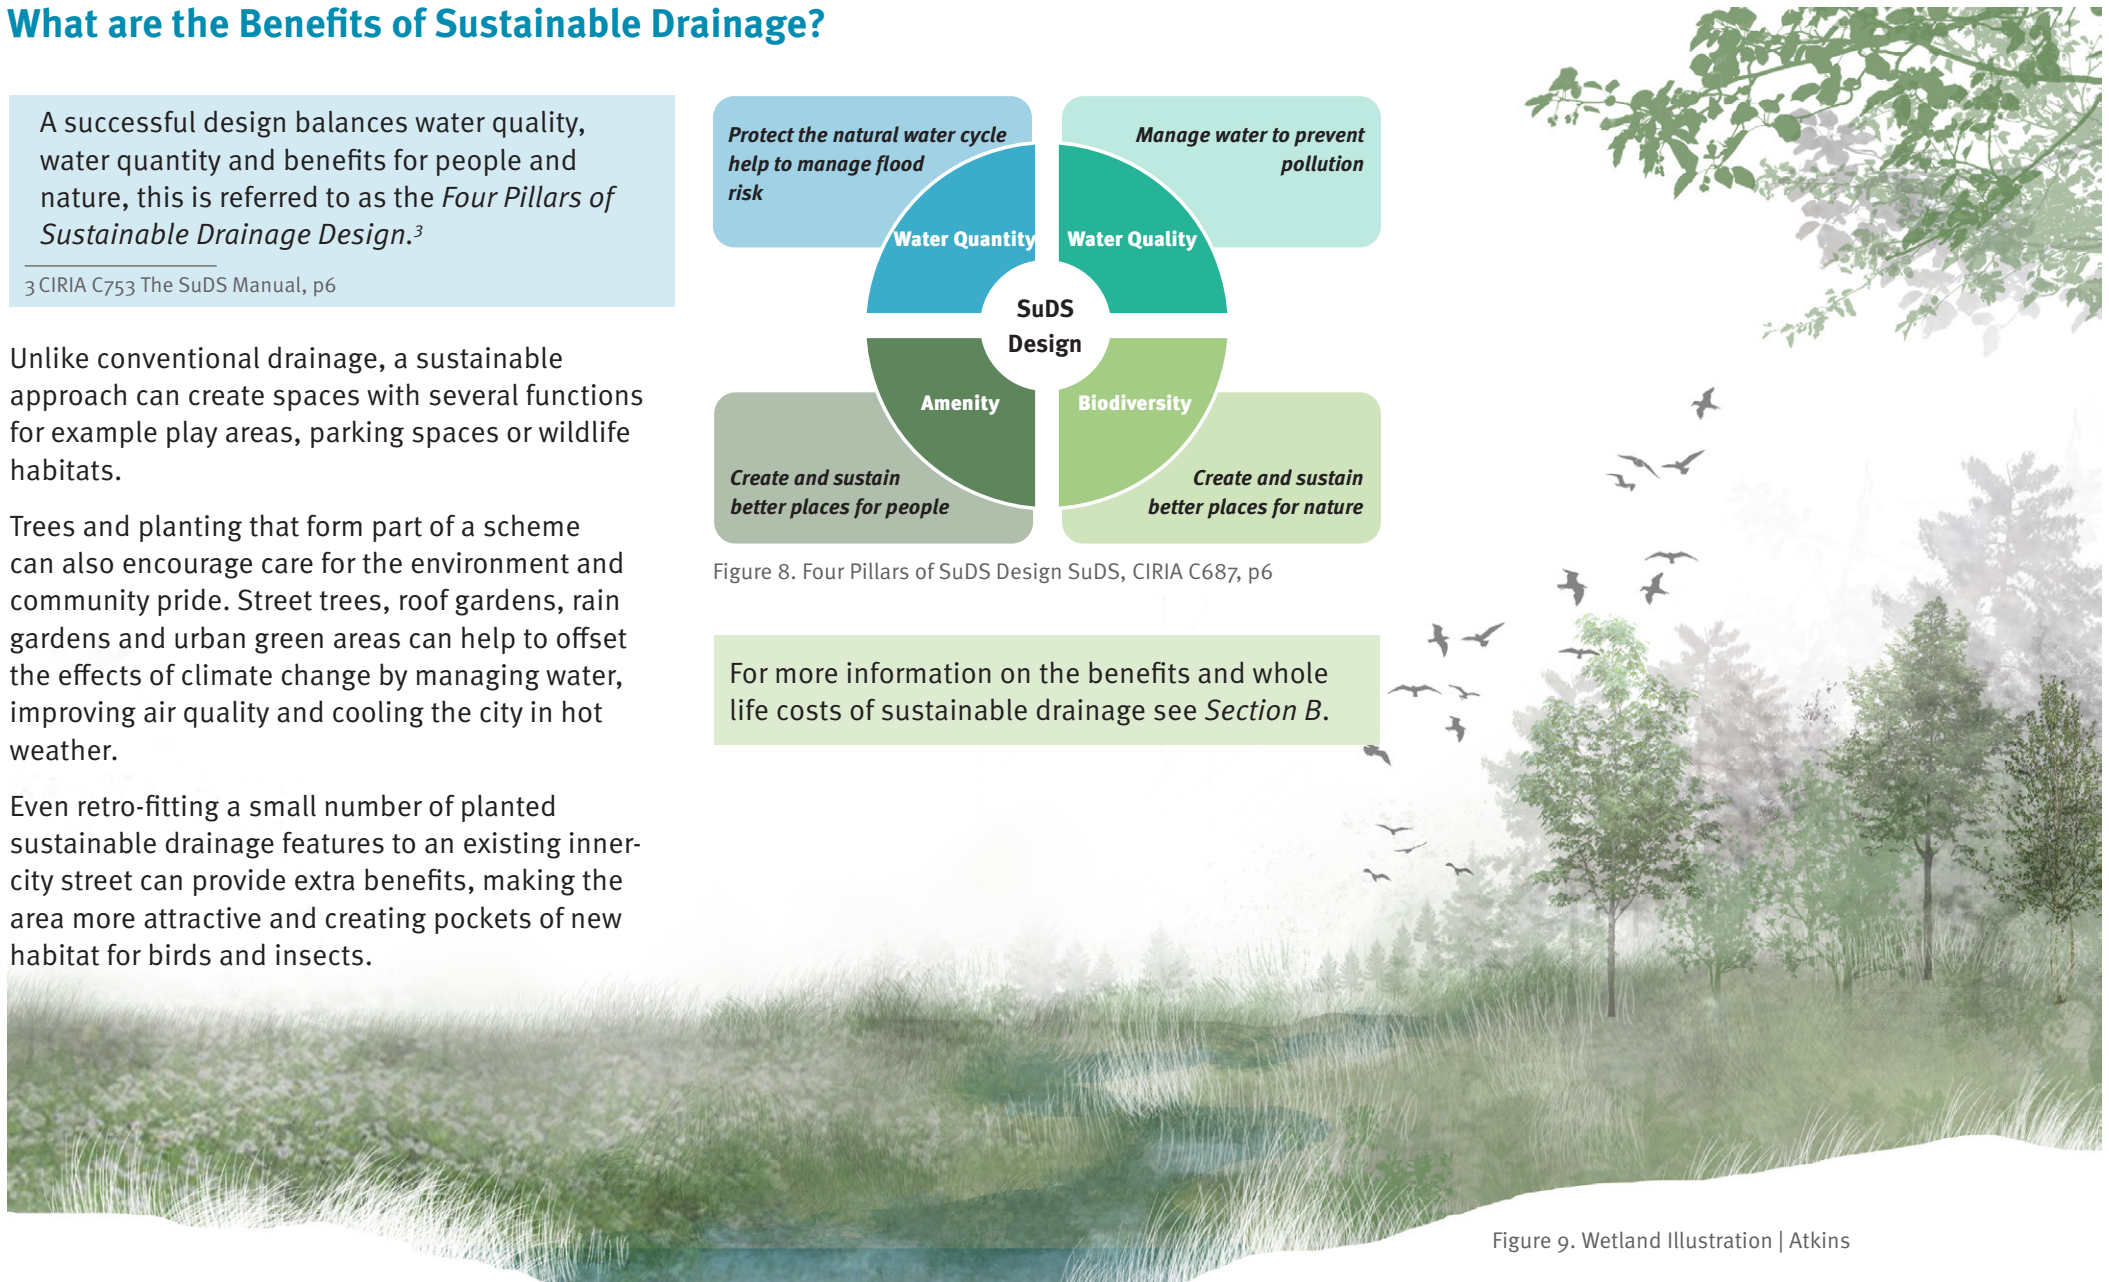 What are the Benefits of Sustainable Drainage?
A successful design balances water quality,
water quantity and benefits for people and
nature, this is referred to as the Four Pillars of
Sustainable Drainage Design.3
3 CIRIA C753 The SuDS Manual, p6
Unlike conventional drainage, a sustainable
approach can create spaces with several functions
for example play areas, parking spaces or wildlife
habitats.
Trees and planting that form part of a scheme
can also encourage care for the environment and
community pride. Street trees, roof gardens, rain
gardens and urban green areas can help to offset
the effects of climate change by managing water,
improving air quality and cooling the city in hot
weather.
Even retro-fitting a small number of planted
sustainable drainage features to an existing inner-
city street can provide extra benefits, making the
area more attractive and creating pockets of new
habitat for birds and insects.
Protect the natural water cycle
help to manage flood
risk
Manage water to prevent
pollution
Water Quantity
Water Quality
SuDS
Design
Amenity
Biodiversity
Create and sustain
better places for people
Create and sustain
better places for nature
Figure 8. Four Pillars of SuDS Design SuDS, CIRIA C687, p6
For more information on the benefits and whole
life costs of sustainable drainage see Section B.
Figure 9. Wetland Illustration | Atkins